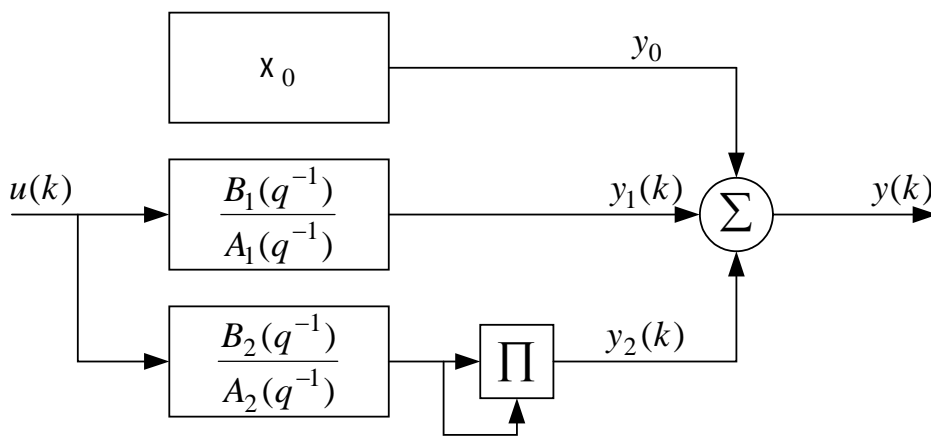 x₀
y₀
u(k)
B₁(q⁻¹)
A₁(q⁻¹)
y₁(k)
Σ
y(k)
B₂(q⁻¹)
A₂(q⁻¹)
Π
y₂(k)